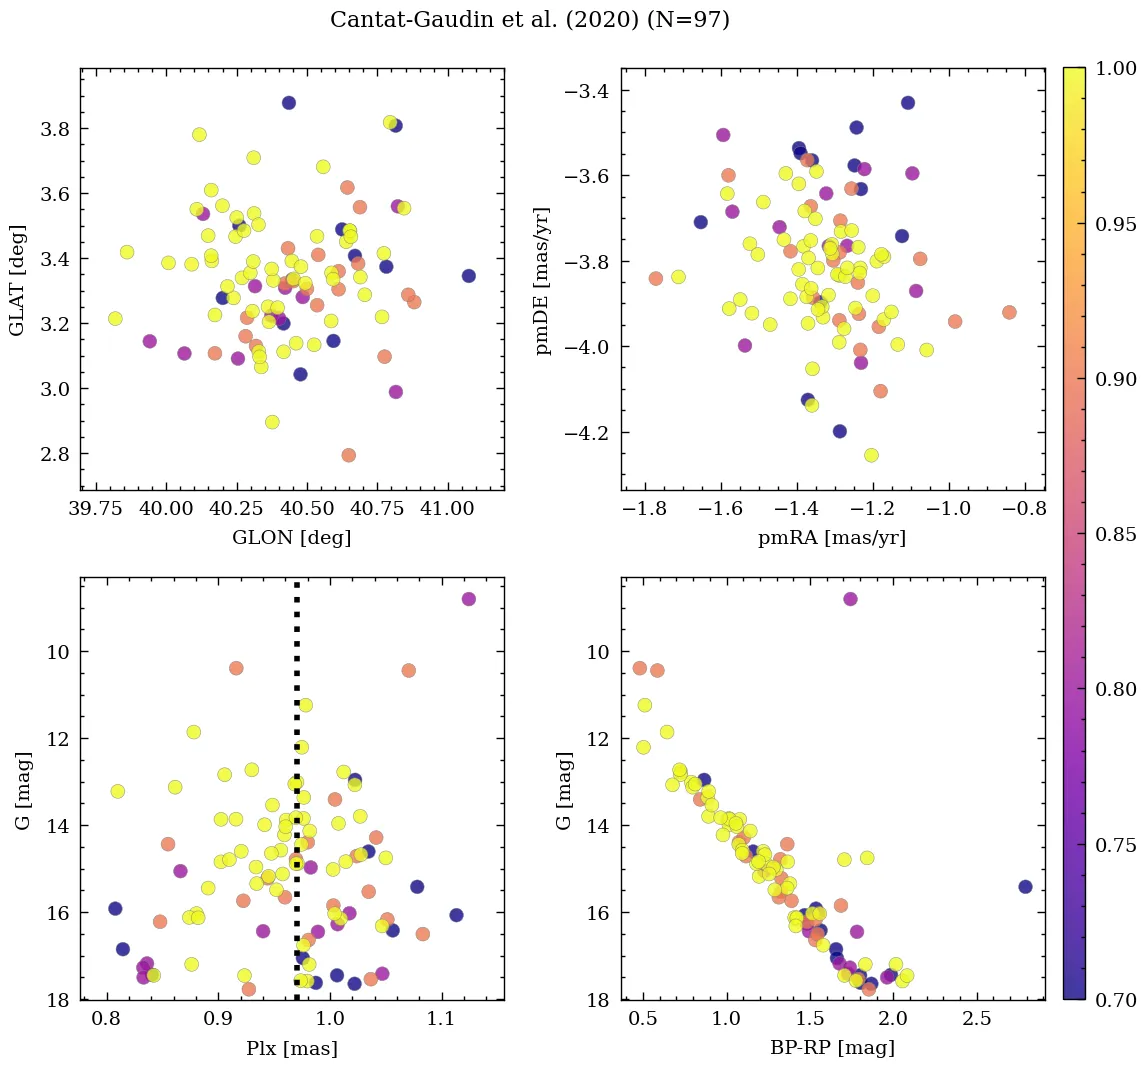 Cantat-Gaudin et al. (2020) (N=97)
3.8
3.6
3.4
3.2
3.0
2.8
GLAT [deg]
39.75 40.00 40.25 40.50 40.75 41.00
GLON [deg]
−3.4
−3.6
−3.8
−4.0
−4.2
pmDE [mas/yr]
−1.8 −1.6 −1.4 −1.2 −1.0 −0.8
pmRA [mas/yr]
10
12
14
16
18
G [mag]
0.8 0.9 1.0 1.1
Plx [mas]
10
12
14
16
18
G [mag]
0.5 1.0 1.5 2.0 2.5
BP-RP [mag]
1.00
0.95
0.90
0.85
0.80
0.75
0.70